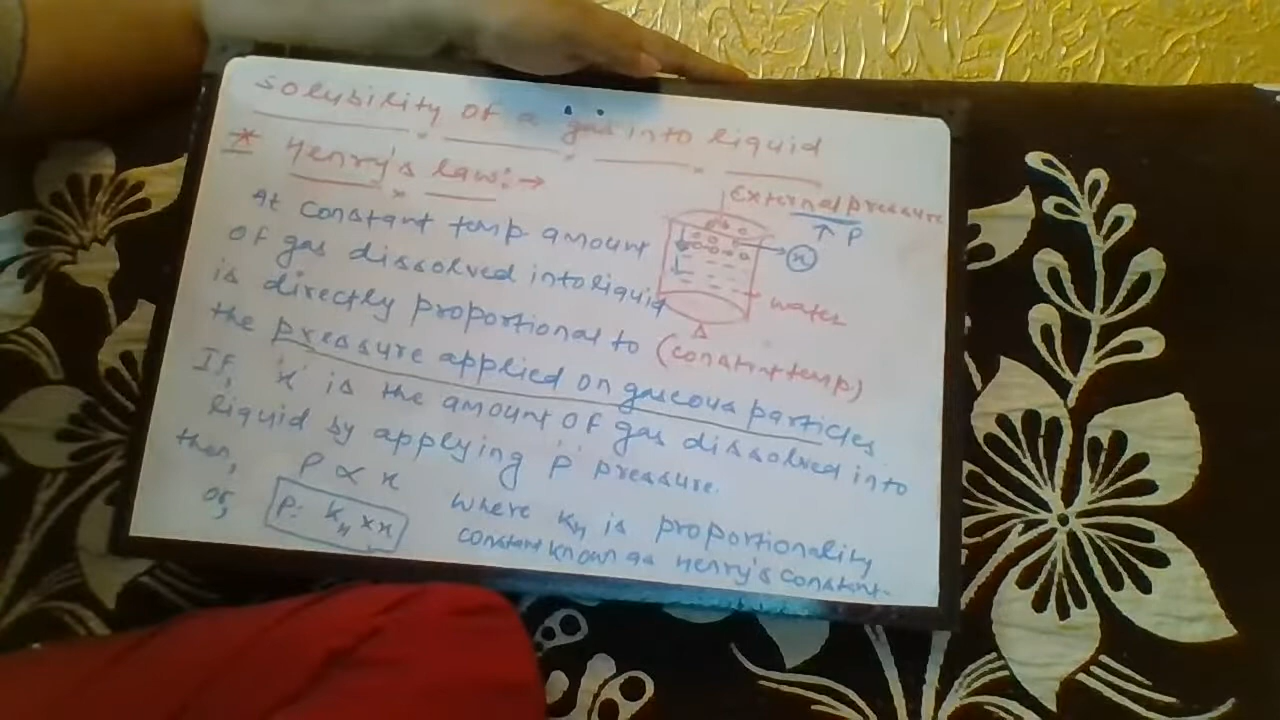 solubility of a gas into liquid
* Henry's law:→
External pressure
↑ P
At constant temp. amount
of gas dissolved into liquid
is directly proportional to
the pressure applied on gaseous particles
x
water
Δ
(constant temp)
If, 'x' is the amount of gas dissolved into
liquid by applying 'P' pressure.
then, P ∝ x
or, P = K_H × x
where K_H is proportionality
constant known as Henry's constant.